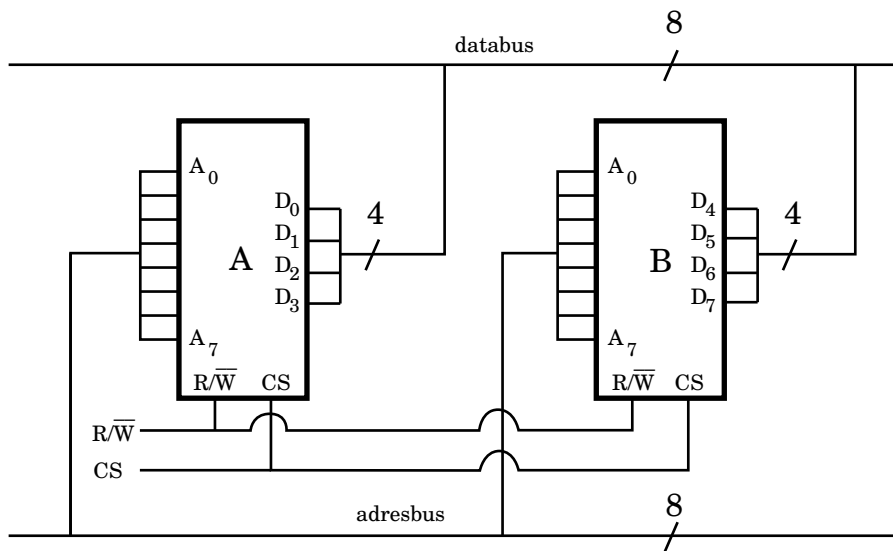 8
databus
A0
A0
D0
D4
4
4
D1
D5
A
B
D2
D6
D3
D7
A7
A7
R/W̅ CS
R/W̅ CS
R/W̅
CS
8
adresbus